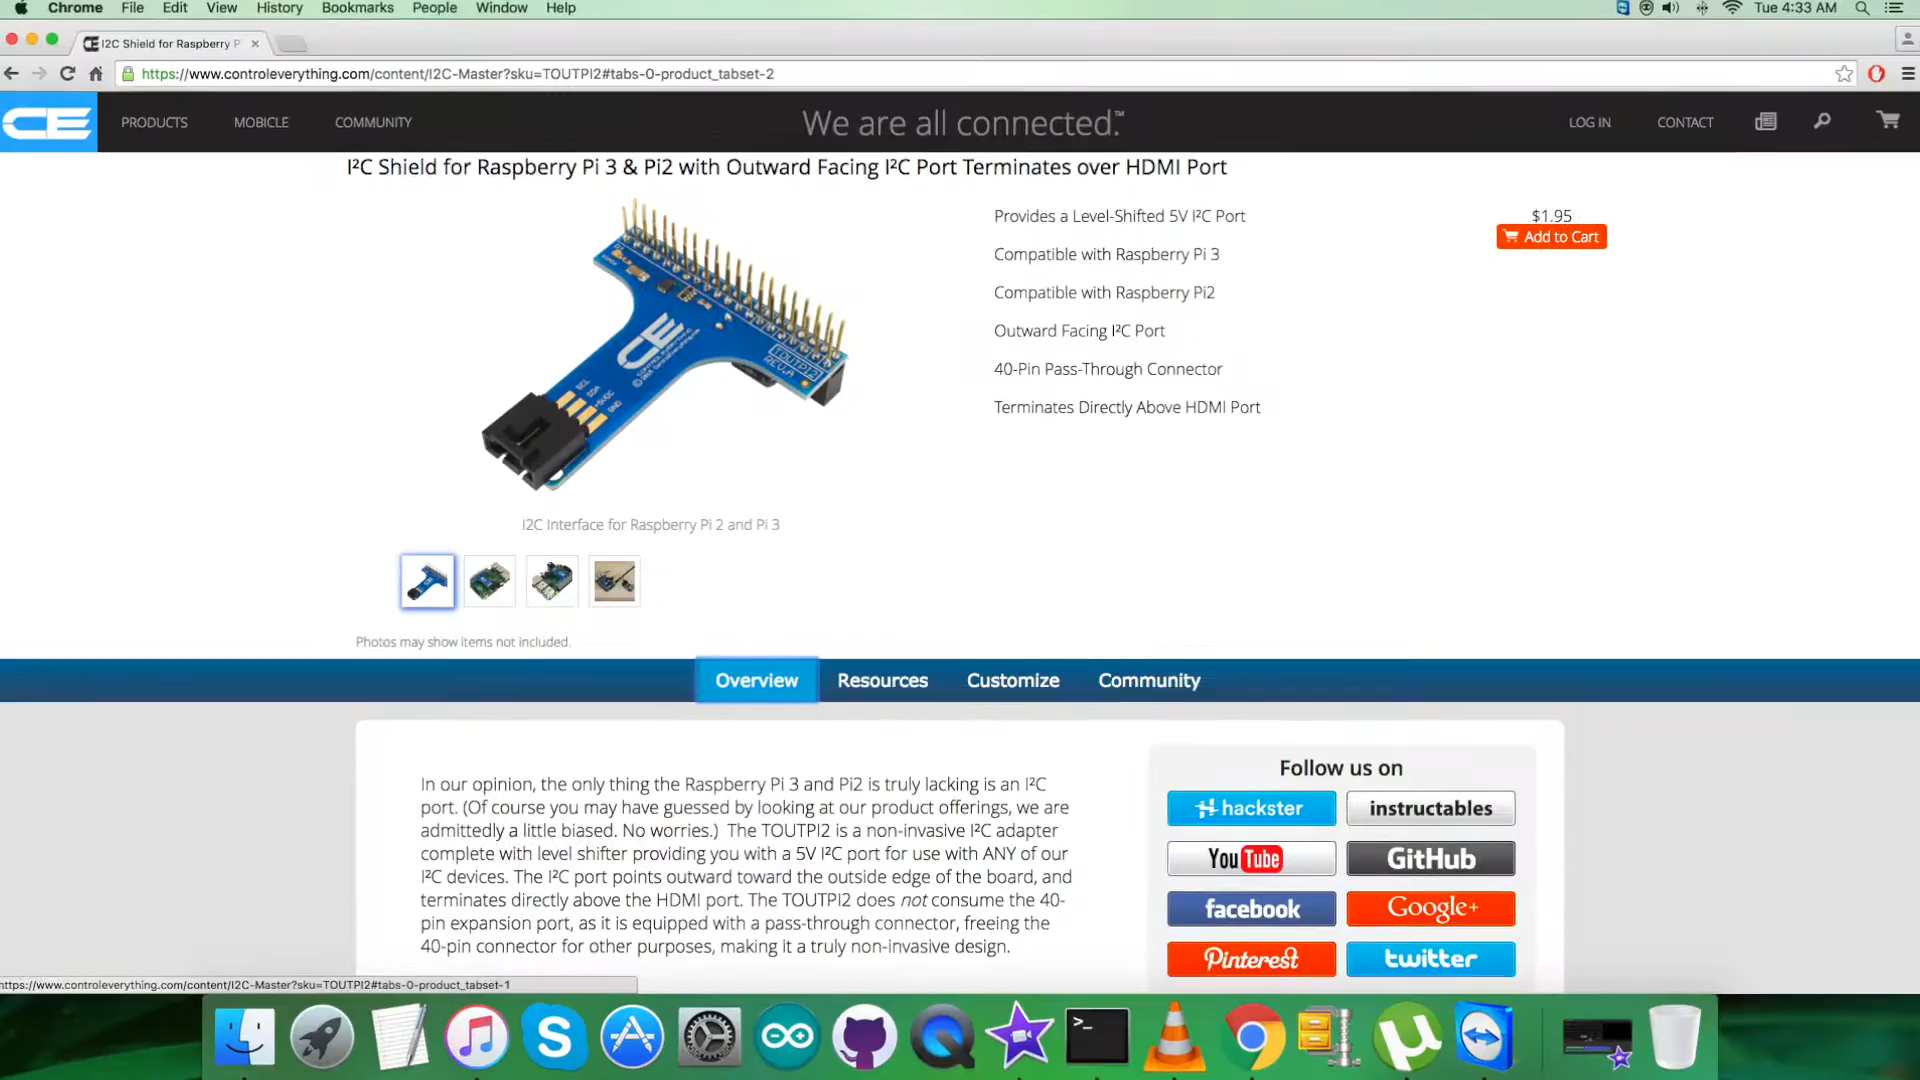 Chrome File Edit View History Bookmarks People Window Help Tue 4:33 AM
I2C Shield for Raspberry P
https://www.controleverything.com/content/I2C-Master?sku=TOUTPI2#tabs-0-product_tabset-2
CE PRODUCTS MOBICLE COMMUNITY We are all connected.™ LOG IN CONTACT
I²C Shield for Raspberry Pi 3 & Pi2 with Outward Facing I²C Port Terminates over HDMI Port
Provides a Level-Shifted 5V I²C Port
$1.95
Add to Cart
Compatible with Raspberry Pi 3
Compatible with Raspberry Pi2
Outward Facing I²C Port
40-Pin Pass-Through Connector
Terminates Directly Above HDMI Port
CE
TOUTPI2
REV.A
SCL
SDA
+5VDC
GND
I2C Interface for Raspberry Pi 2 and Pi 3
Photos may show items not included.
Overview Resources Customize Community
In our opinion, the only thing the Raspberry Pi 3 and Pi2 is truly lacking is an I²C
port. (Of course you may have guessed by looking at our product offerings, we are
admittedly a little biased. No worries.) The TOUTPI2 is a non-invasive I²C adapter
complete with level shifter providing you with a 5V I²C port for use with ANY of our
I²C devices. The I²C port points outward toward the outside edge of the board, and
terminates directly above the HDMI port. The TOUTPI2 does not consume the 40-
pin expansion port, as it is equipped with a pass-through connector, freeing the
40-pin connector for other purposes, making it a truly non-invasive design.
Follow us on
hackster instructables
YouTube GitHub
facebook Google+
Pinterest twitter
https://www.controleverything.com/content/I2C-Master?sku=TOUTPI2#tabs-0-product_tabset-1